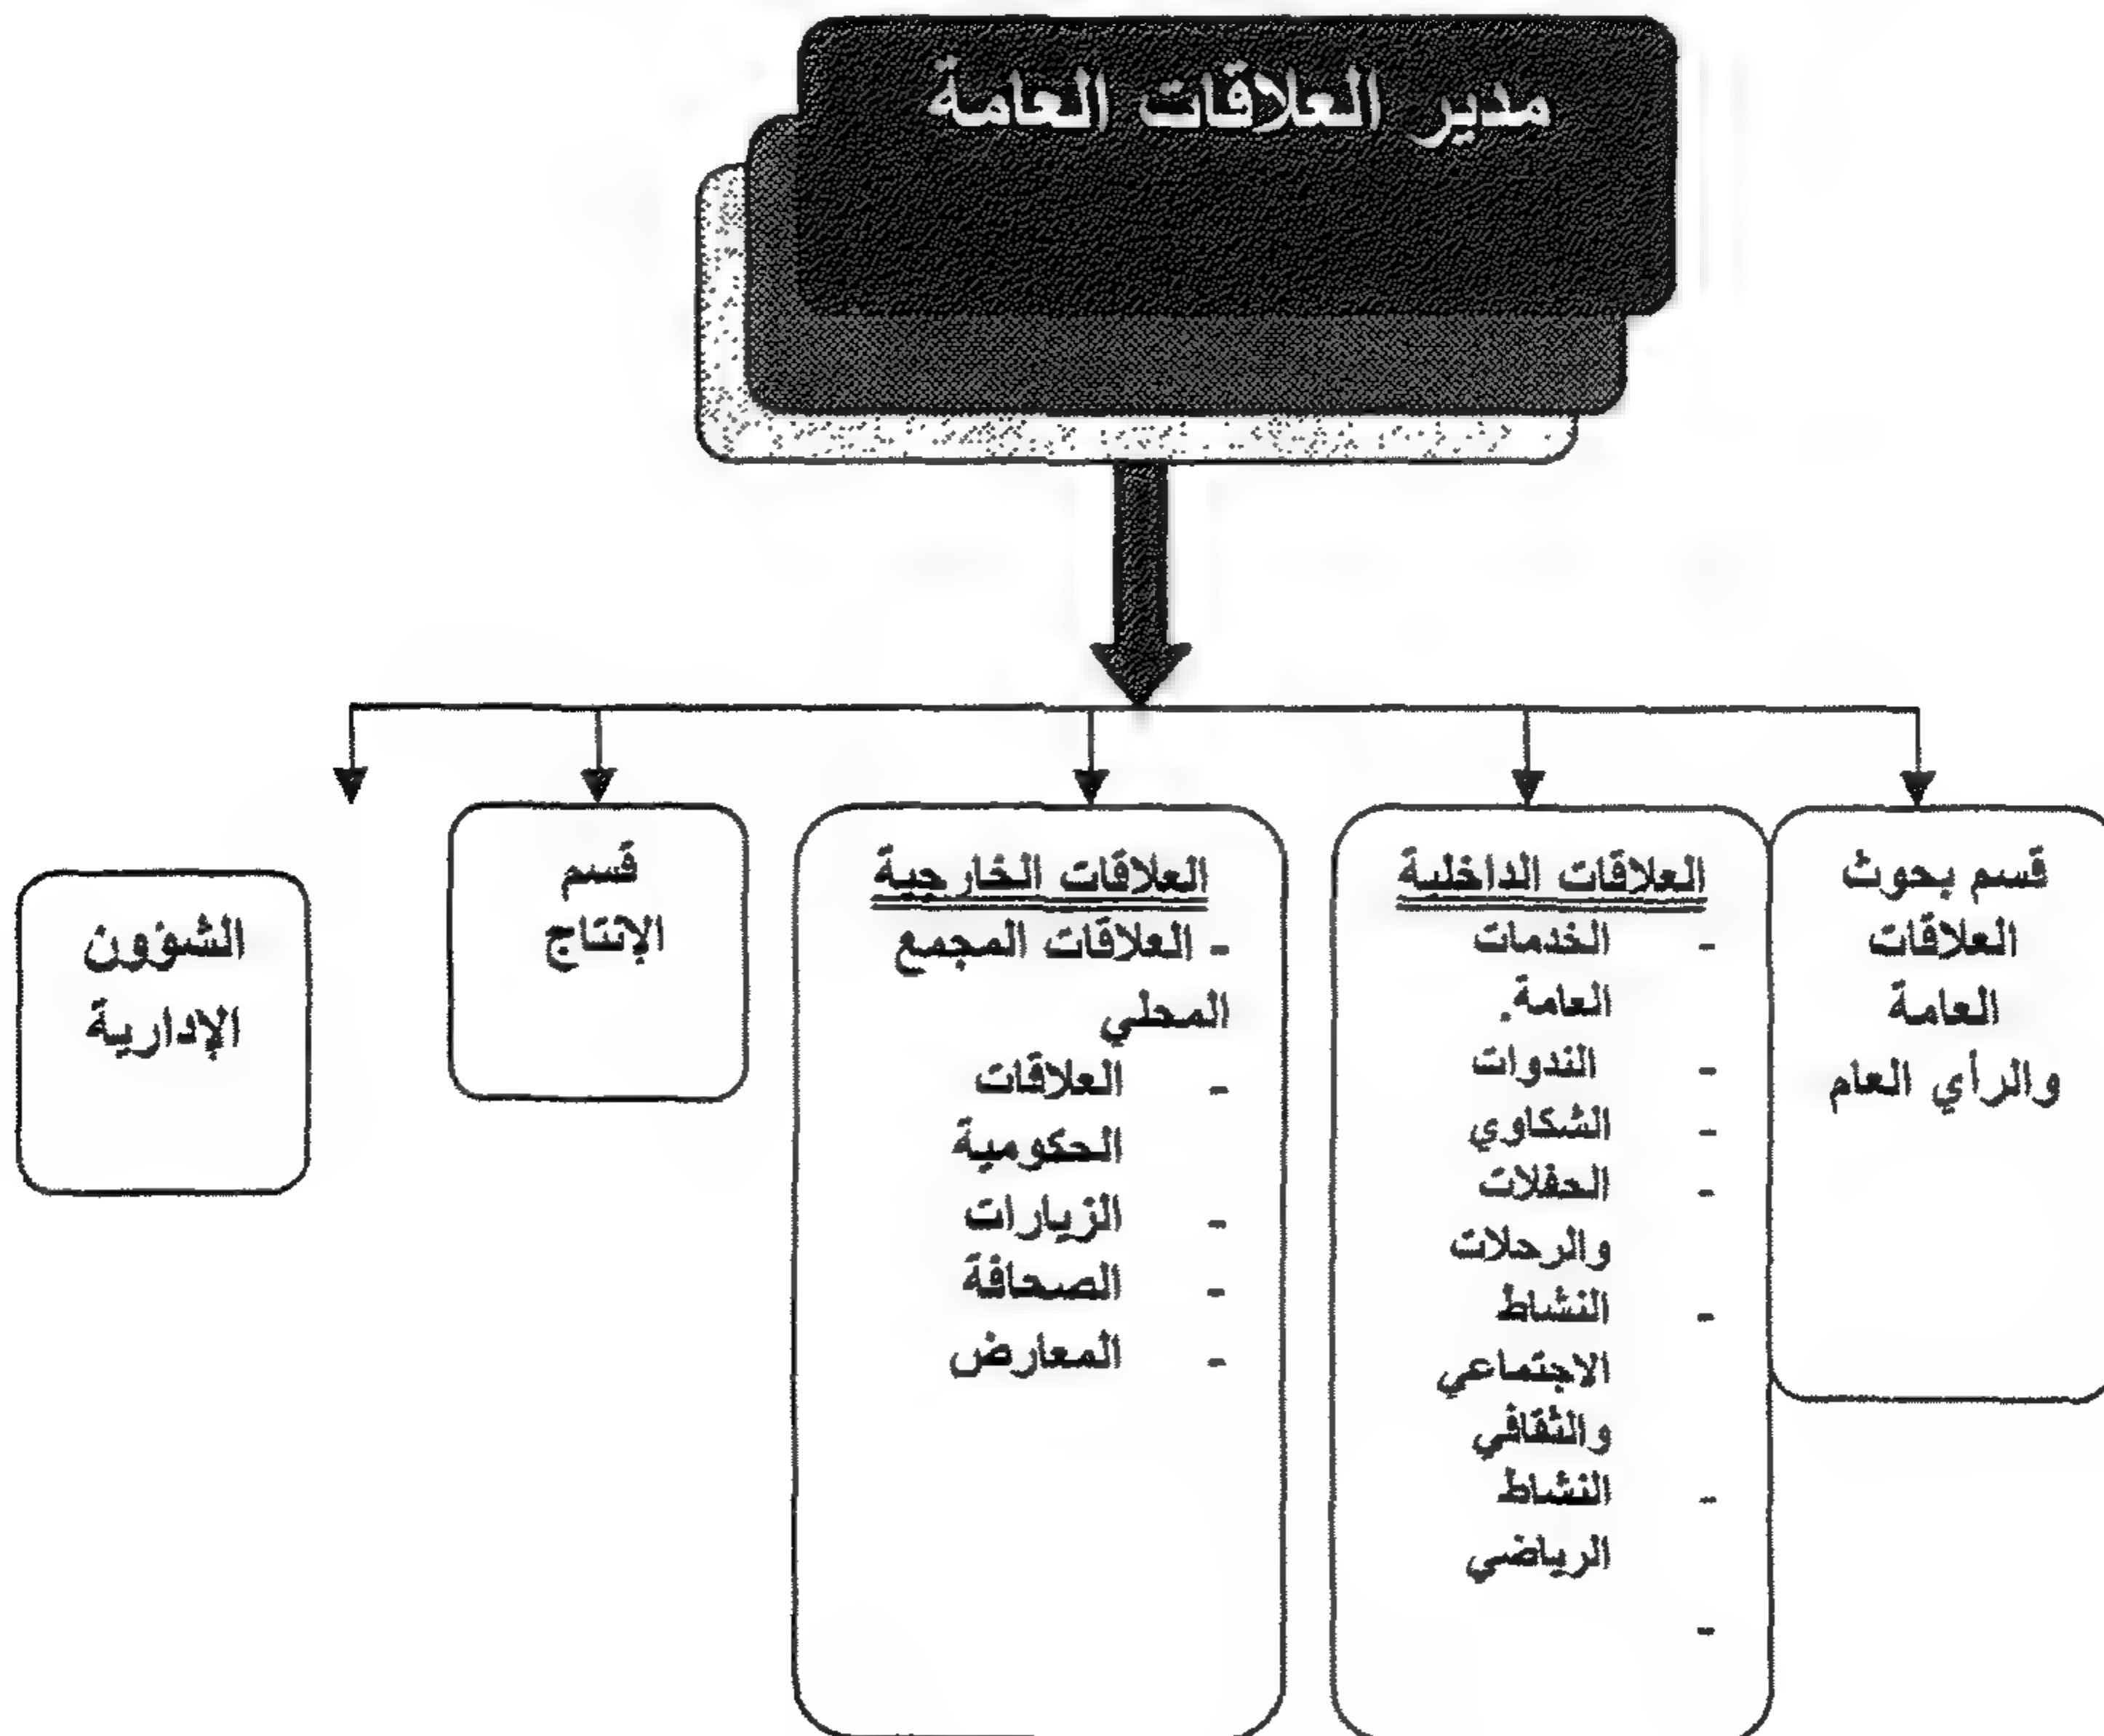 مدير العلاقات العامة
قسم بحوث
العلاقات
العامة
والرأي العام
العلاقات الداخلية
- الخدمات
العامة.
- الندوات
- الشكاوي
- الحفلات
والرحلات
- النشاط
الاجتماعي
والثقافي
- النشاط
الرياضي
-
العلاقات الخارجية
- العلاقات المجمع
المحلي
- العلاقات
الحكومية
- الزيارات
- الصحافة
- المعارض
قسم
الإنتاج
الشؤون
الإدارية